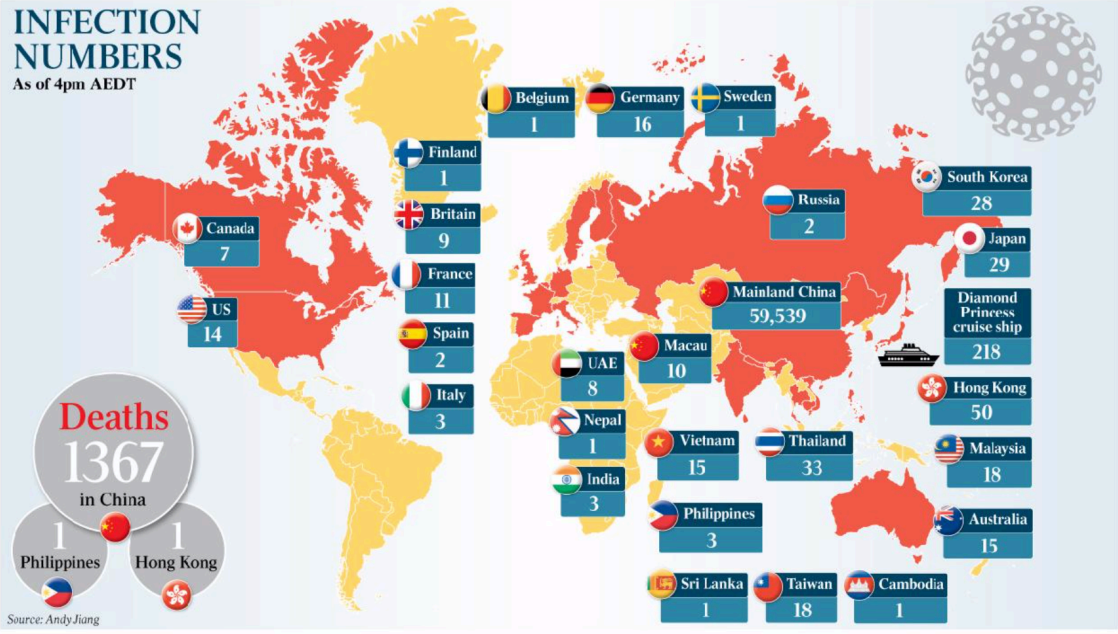 INFECTION
NUMBERS
As of 4pm AEDT
Belgium
1
Germany
16
Sweden
1
Finland
1
Britain
9
France
11
Spain
2
Italy
3
Canada
7
US
14
Russia
2
South Korea
28
Japan
29
Mainland China
59,539
Diamond
Princess
cruise ship
218
Macau
10
UAE
8
Nepal
1
India
3
Hong Kong
50
Vietnam
15
Thailand
33
Malaysia
18
Philippines
3
Australia
15
Sri Lanka
1
Taiwan
18
Cambodia
1
Deaths
1367
in China
1
Philippines
1
Hong Kong
Source: Andy Jiang